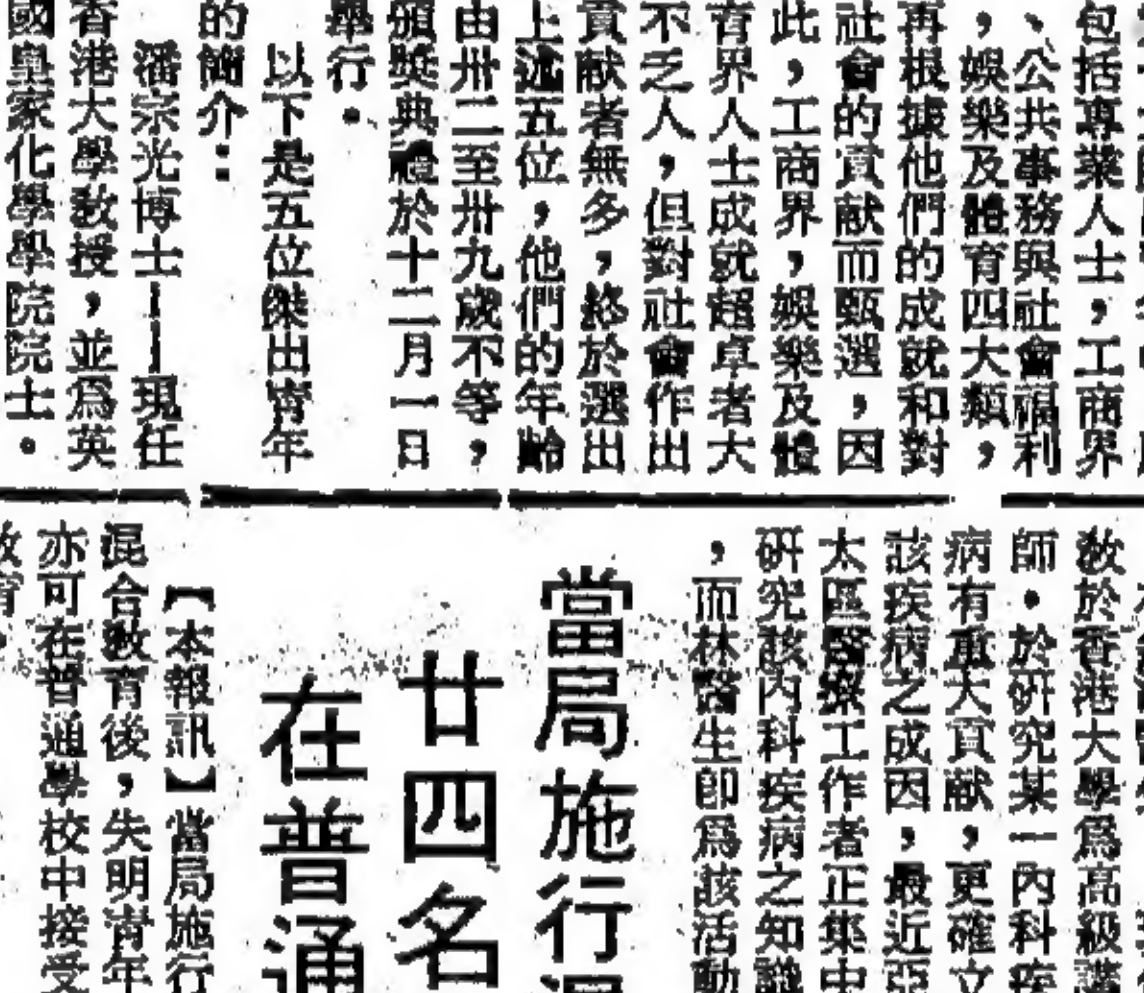 包括專業人士，工商界
、公共事務與社會福利
，娛樂及體育四大類，
再根據他們的成就和對
社會的貢獻而甄選，因
此，工商界，娛樂及體
育界人士成就超卓者大
不乏人，但對社會作出
貢獻者無多，終於選出
上述五位，他們的年齡
由卅二至卅九歲不等，
頒獎典禮於十二月一日
舉行。
以下是五位傑出靑年
的簡介：
潘宗光博士——現任
香港大學教授，並爲英
國皇家化學學院院士。
教於香港大學爲高級講
師。於研究某一內科疾
病有重大貢献，更確立
該疾病之成因，最近亞
太區醫療工作者正集中
研究該內科疾病之知識
，而林醫生卽爲該活動
當局施行混
廿四名
在普通
【本報訊】當局施行
混合教育後，失明靑年
亦可在普通學校中接受
教育。